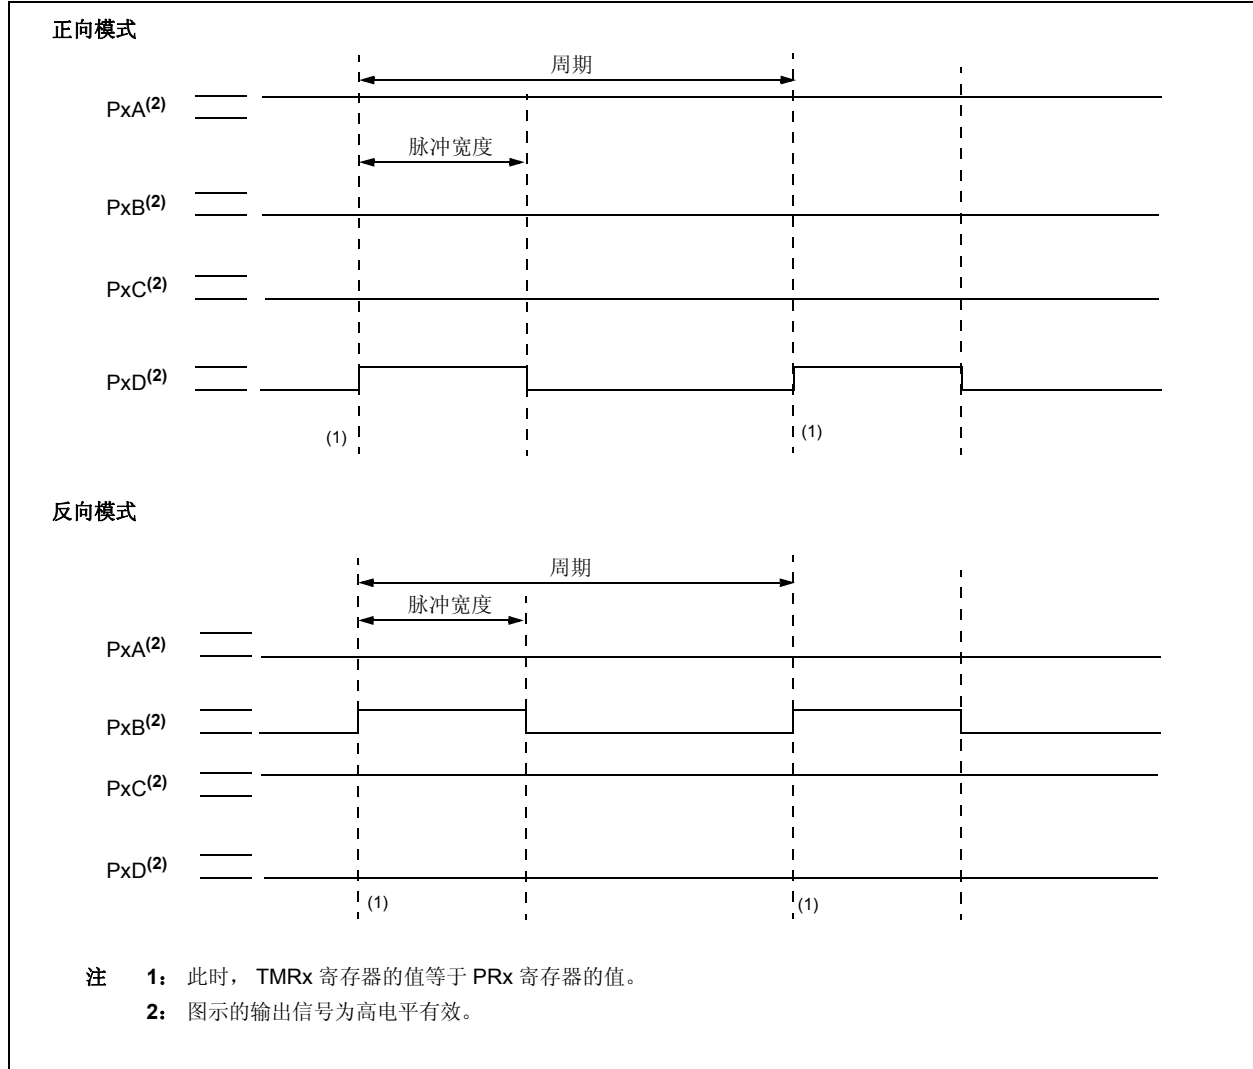 正向模式
周期
PxA(2)
脉冲宽度
PxB(2)
PxC(2)
PxD(2)
(1)
(1)
反向模式
周期
脉冲宽度
PxA(2)
PxB(2)
PxC(2)
PxD(2)
(1)
(1)
注 1： 此时， TMRx 寄存器的值等于 PRx 寄存器的值。
2： 图示的输出信号为高电平有效。